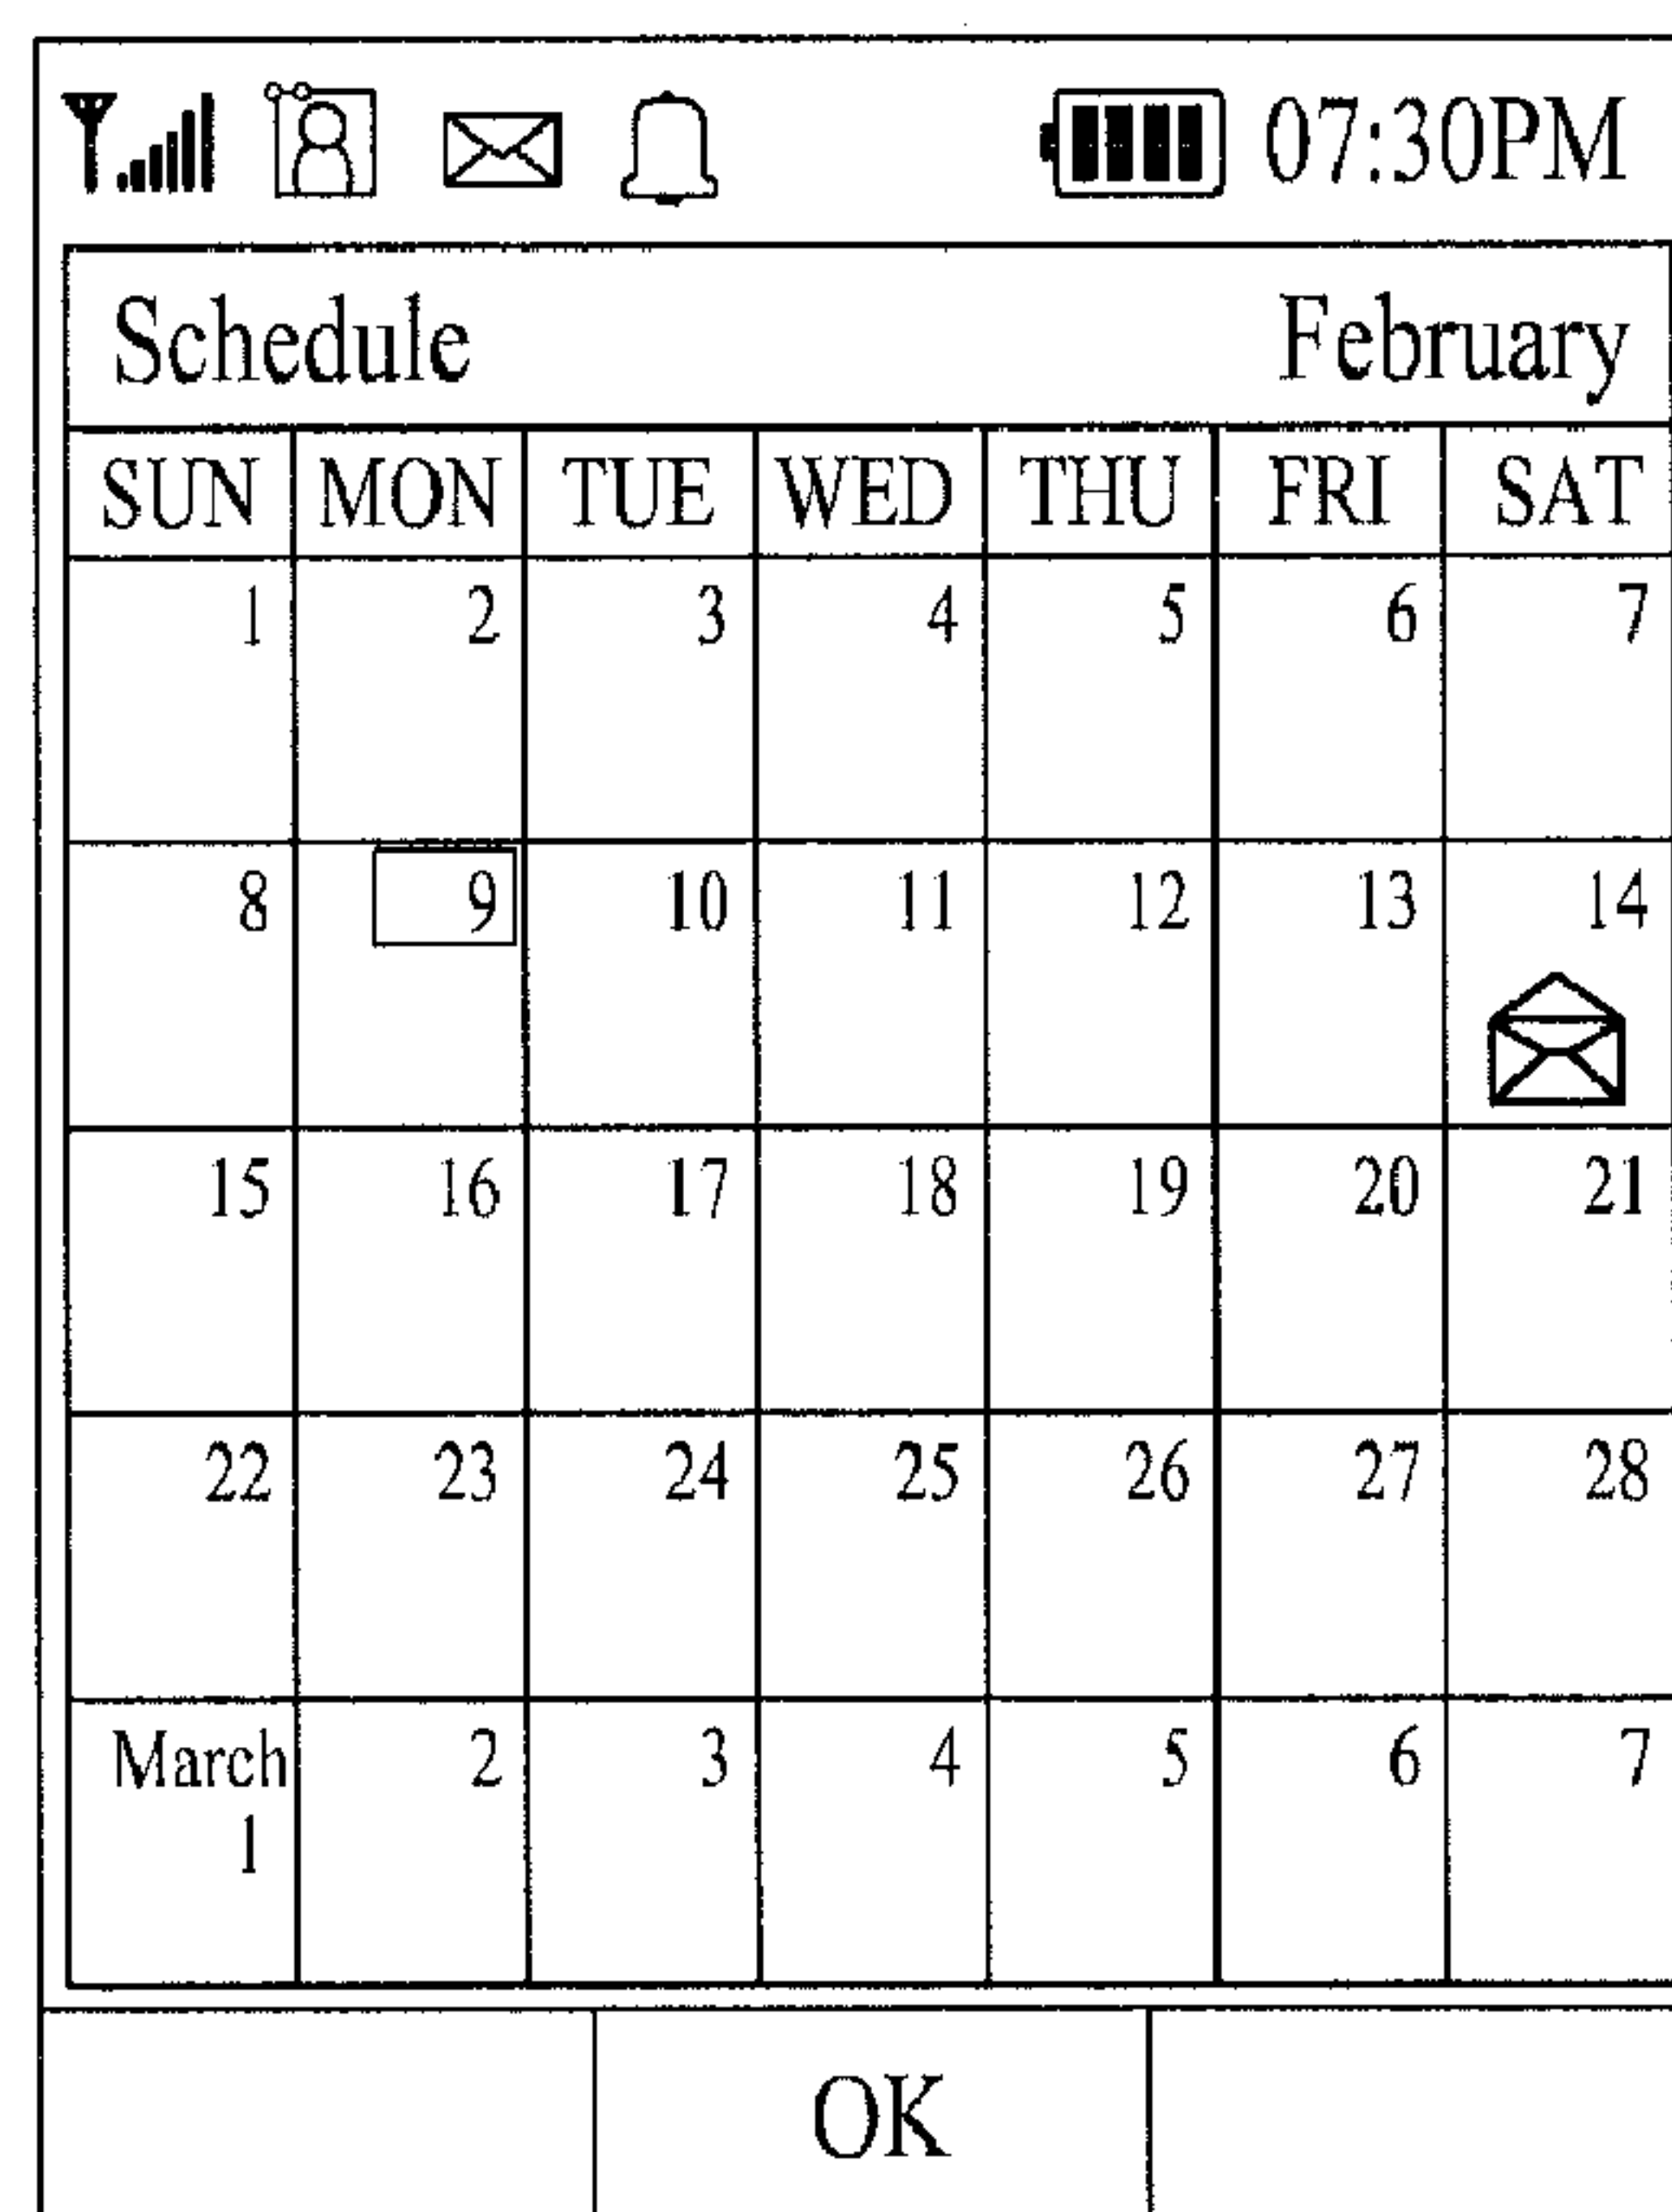 07:30PM
Schedule February
SUN MON TUE WED THU FRI SAT
1 2 3 4 5 6 7
8 9 10 11 12 13 14
15 16 17 18 19 20 21
22 23 24 25 26 27 28
March 2 3 4 5 6 7
1
OK